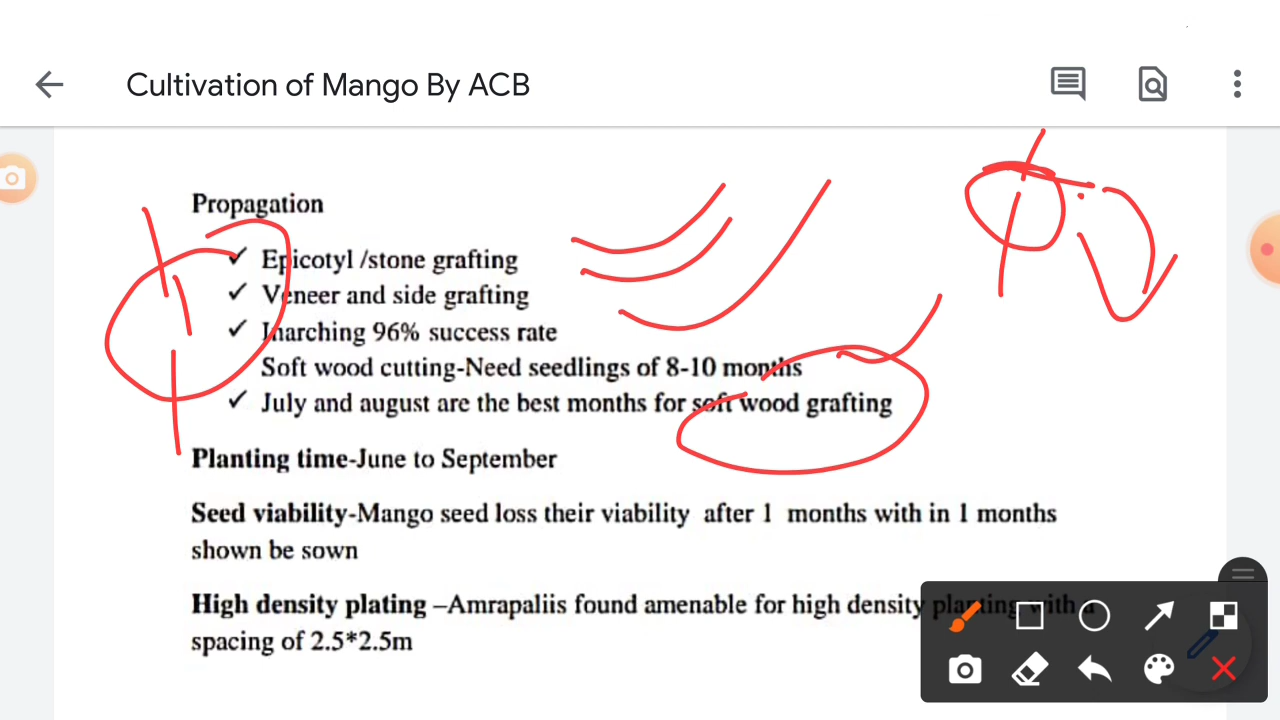 Cultivation of Mango By ACB
Propagation
✓ Epicotyl /stone grafting
✓ Veneer and side grafting
✓ Inarching 96% success rate
Soft wood cutting-Need seedlings of 8-10 months
✓ July and august are the best months for soft wood grafting
Planting time-June to September
Seed viability-Mango seed loss their viability after 1 months with in 1 months
shown be sown
High density plating –Amrapaliis found amenable for high density planting with a
spacing of 2.5*2.5m